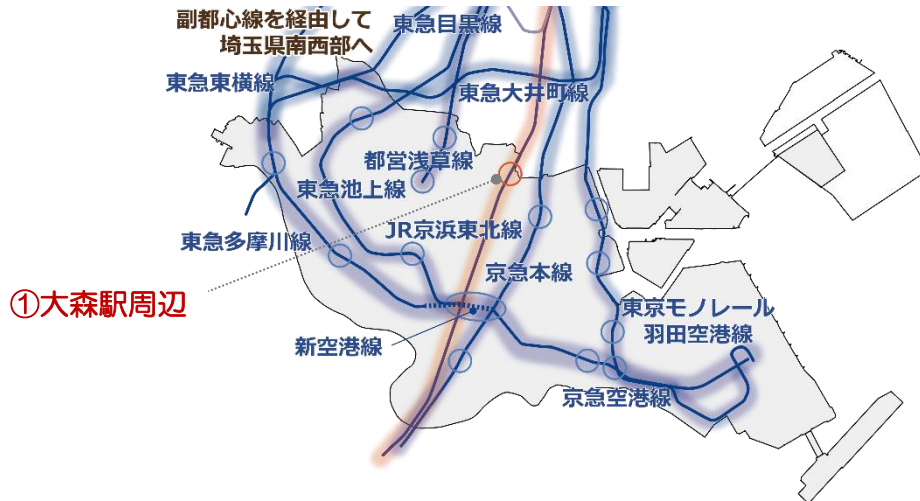 副都心線を経由して
埼玉県南西部へ
東急目黒線
東急東横線
東急大井町線
都営浅草線
東急池上線
JR京浜東北線
東急多摩川線
京急本線
①大森駅周辺
東京モノレール
羽田空港線
新空港線
京急空港線